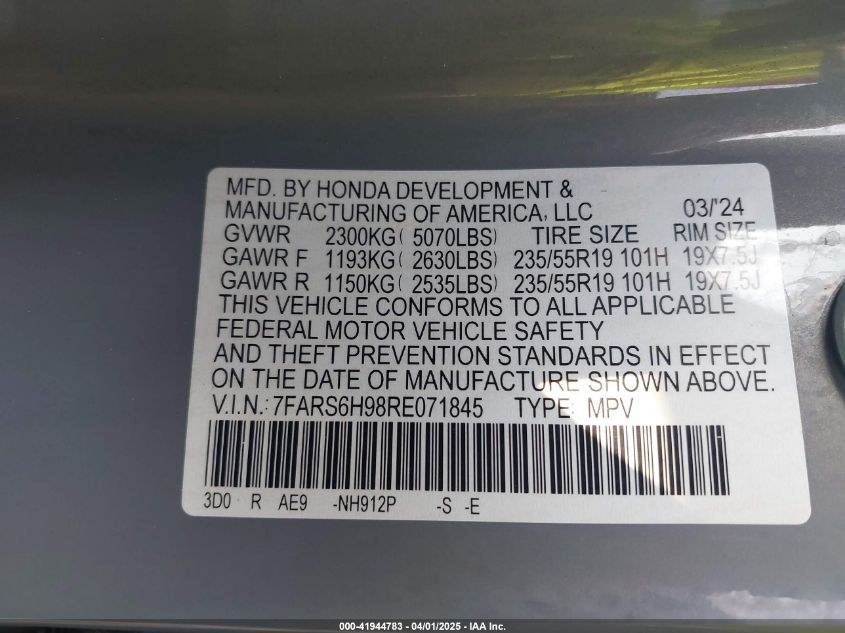 MFD. BY HONDA DEVELOPMENT &
MANUFACTURING OF AMERICA, LLC 03/'24
GVWR 2300KG( 5070LBS) TIRE SIZE RIM SIZE
GAWR F 1193KG( 2630LBS) 235/55R19 101H 19X7.5J
GAWR R 1150KG( 2535LBS) 235/55R19 101H 19X7.5J
THIS VEHICLE CONFORMS TO ALL APPLICABLE
FEDERAL MOTOR VEHICLE SAFETY
AND THEFT PREVENTION STANDARDS IN EFFECT
ON THE DATE OF MANUFACTURE SHOWN ABOVE.
V.I.N.: 7FARS6H98RE071845 TYPE: MPV
3D0 R AE9 -NH912P -S -E
000-41944783 - 04/01/2025 - IAA Inc.